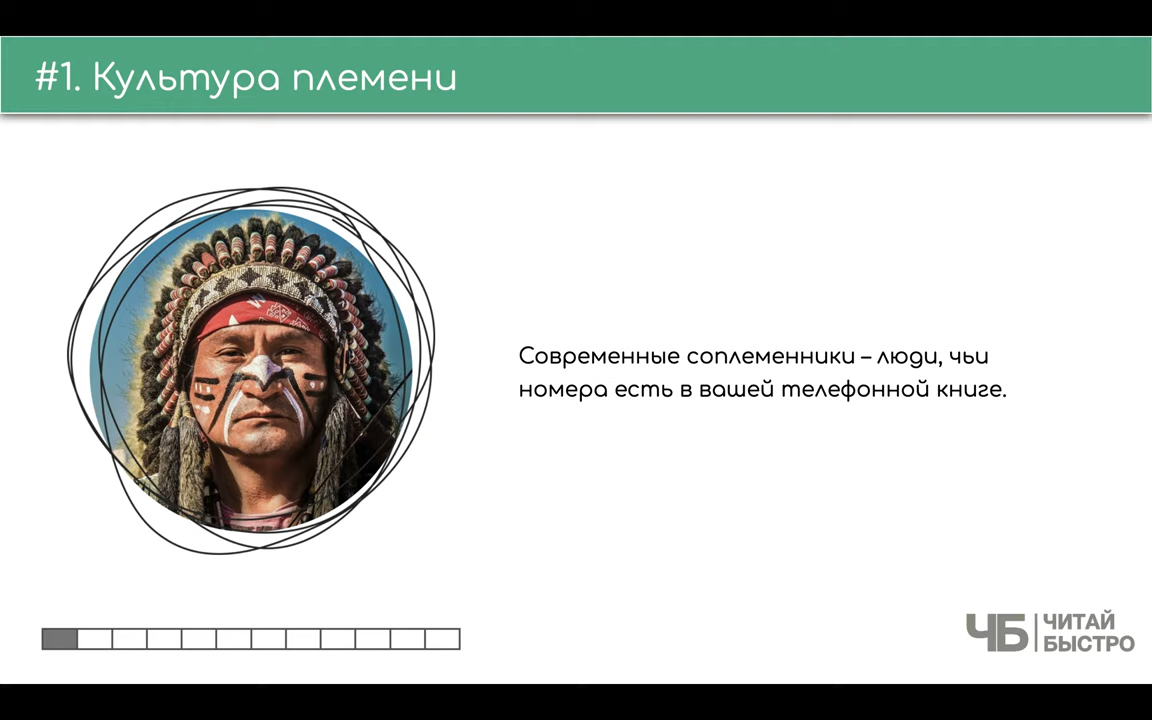 #1. Культура племени
Современные соплеменники – люди, чьи
номера есть в вашей телефонной книге.
ЧБ
ЧИТАЙ
БЫСТРО